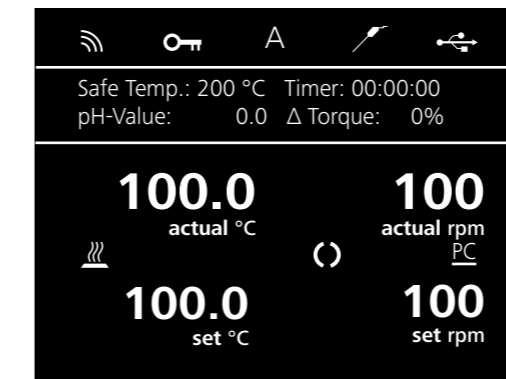 A
Safe Temp.: 200 °C Timer: 00:00:00
pH-Value: 0.0 Δ Torque: 0%
100.0 100
actual °C actual rpm
PC
100.0 100
set °C set rpm